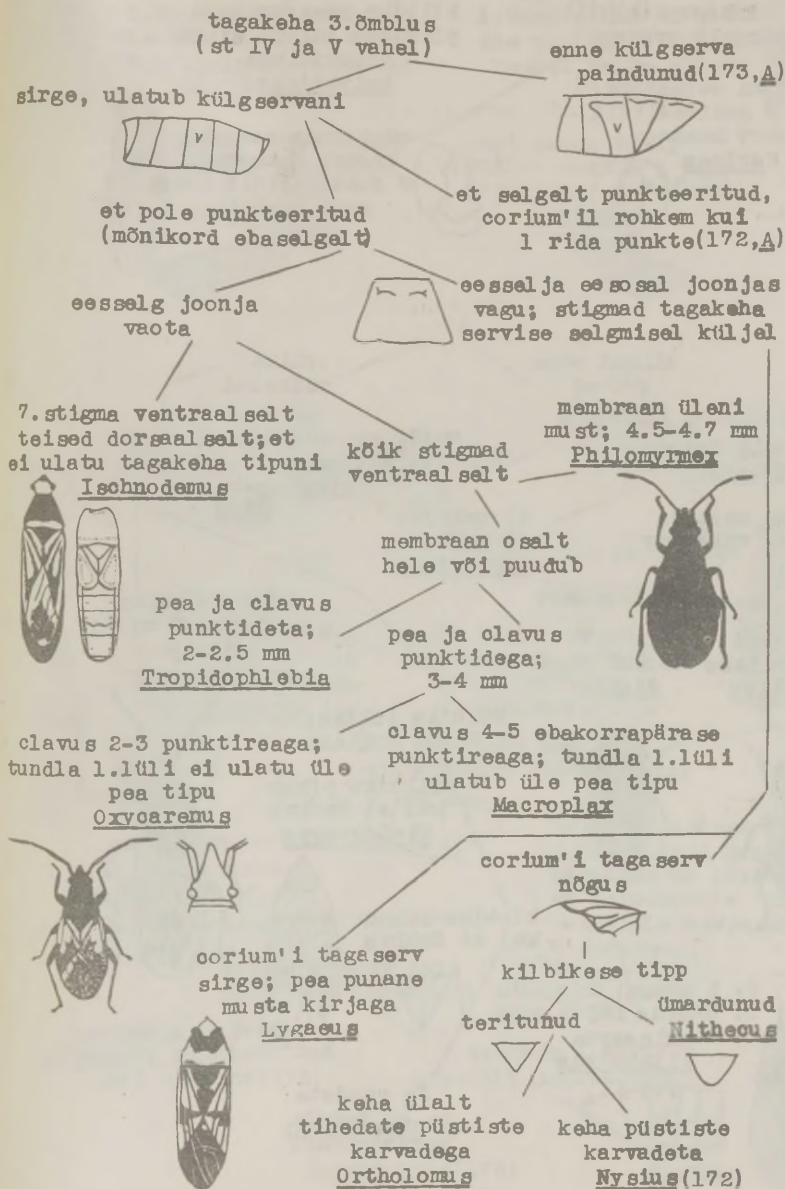 tagakeha 3.õmblus
(st IV ja V vahel)
enne külgserva
paindunud(173,A)
sirge, ulatub külgservani
V
V
et pole punkteeritud
(mõnikord ebaselgelt)
et selgelt punkteeritud,
corium'il rohkem kui
1 rida punkte(172,A)
eesselg joonja
vaota
eesselja eesosal joonjas
vagu; stigmad tagakeha
servise selgmisel küljel
7.stigma ventraalselt
teised dorsaalselt;et
ei ulatu tagakeha tipuni
Ischnodemus
kõik stigmad
ventraalselt
membraan üleni
must; 4.5-4.7 mm
Philomyrmex
membraan osalt
hele või puudub
pea ja clavus
punktideta;
2-2.5 mm
Tropidophlebia
pea ja clavus
punktidega;
3-4 mm
clavus 2-3 punktireaga;
tundla 1.lüli ei ulatu üle
pea tipu
Oxycarenus
clavus 4-5 ebakorrapärase
punktireaga; tundla 1.lüli
ulatub üle pea tipu
Macroplax
corium'i tagaserv
nõgus
corium'i tagaserv
sirge; pea punane
musta kirjaga
Lygaeus
kilbikese tipp
teritunud
ümardunud
Nithecus
keha ülalt
tihedate püstiste
karvadega
Ortholomus
keha püstiste
karvadeta
Nysius(172)